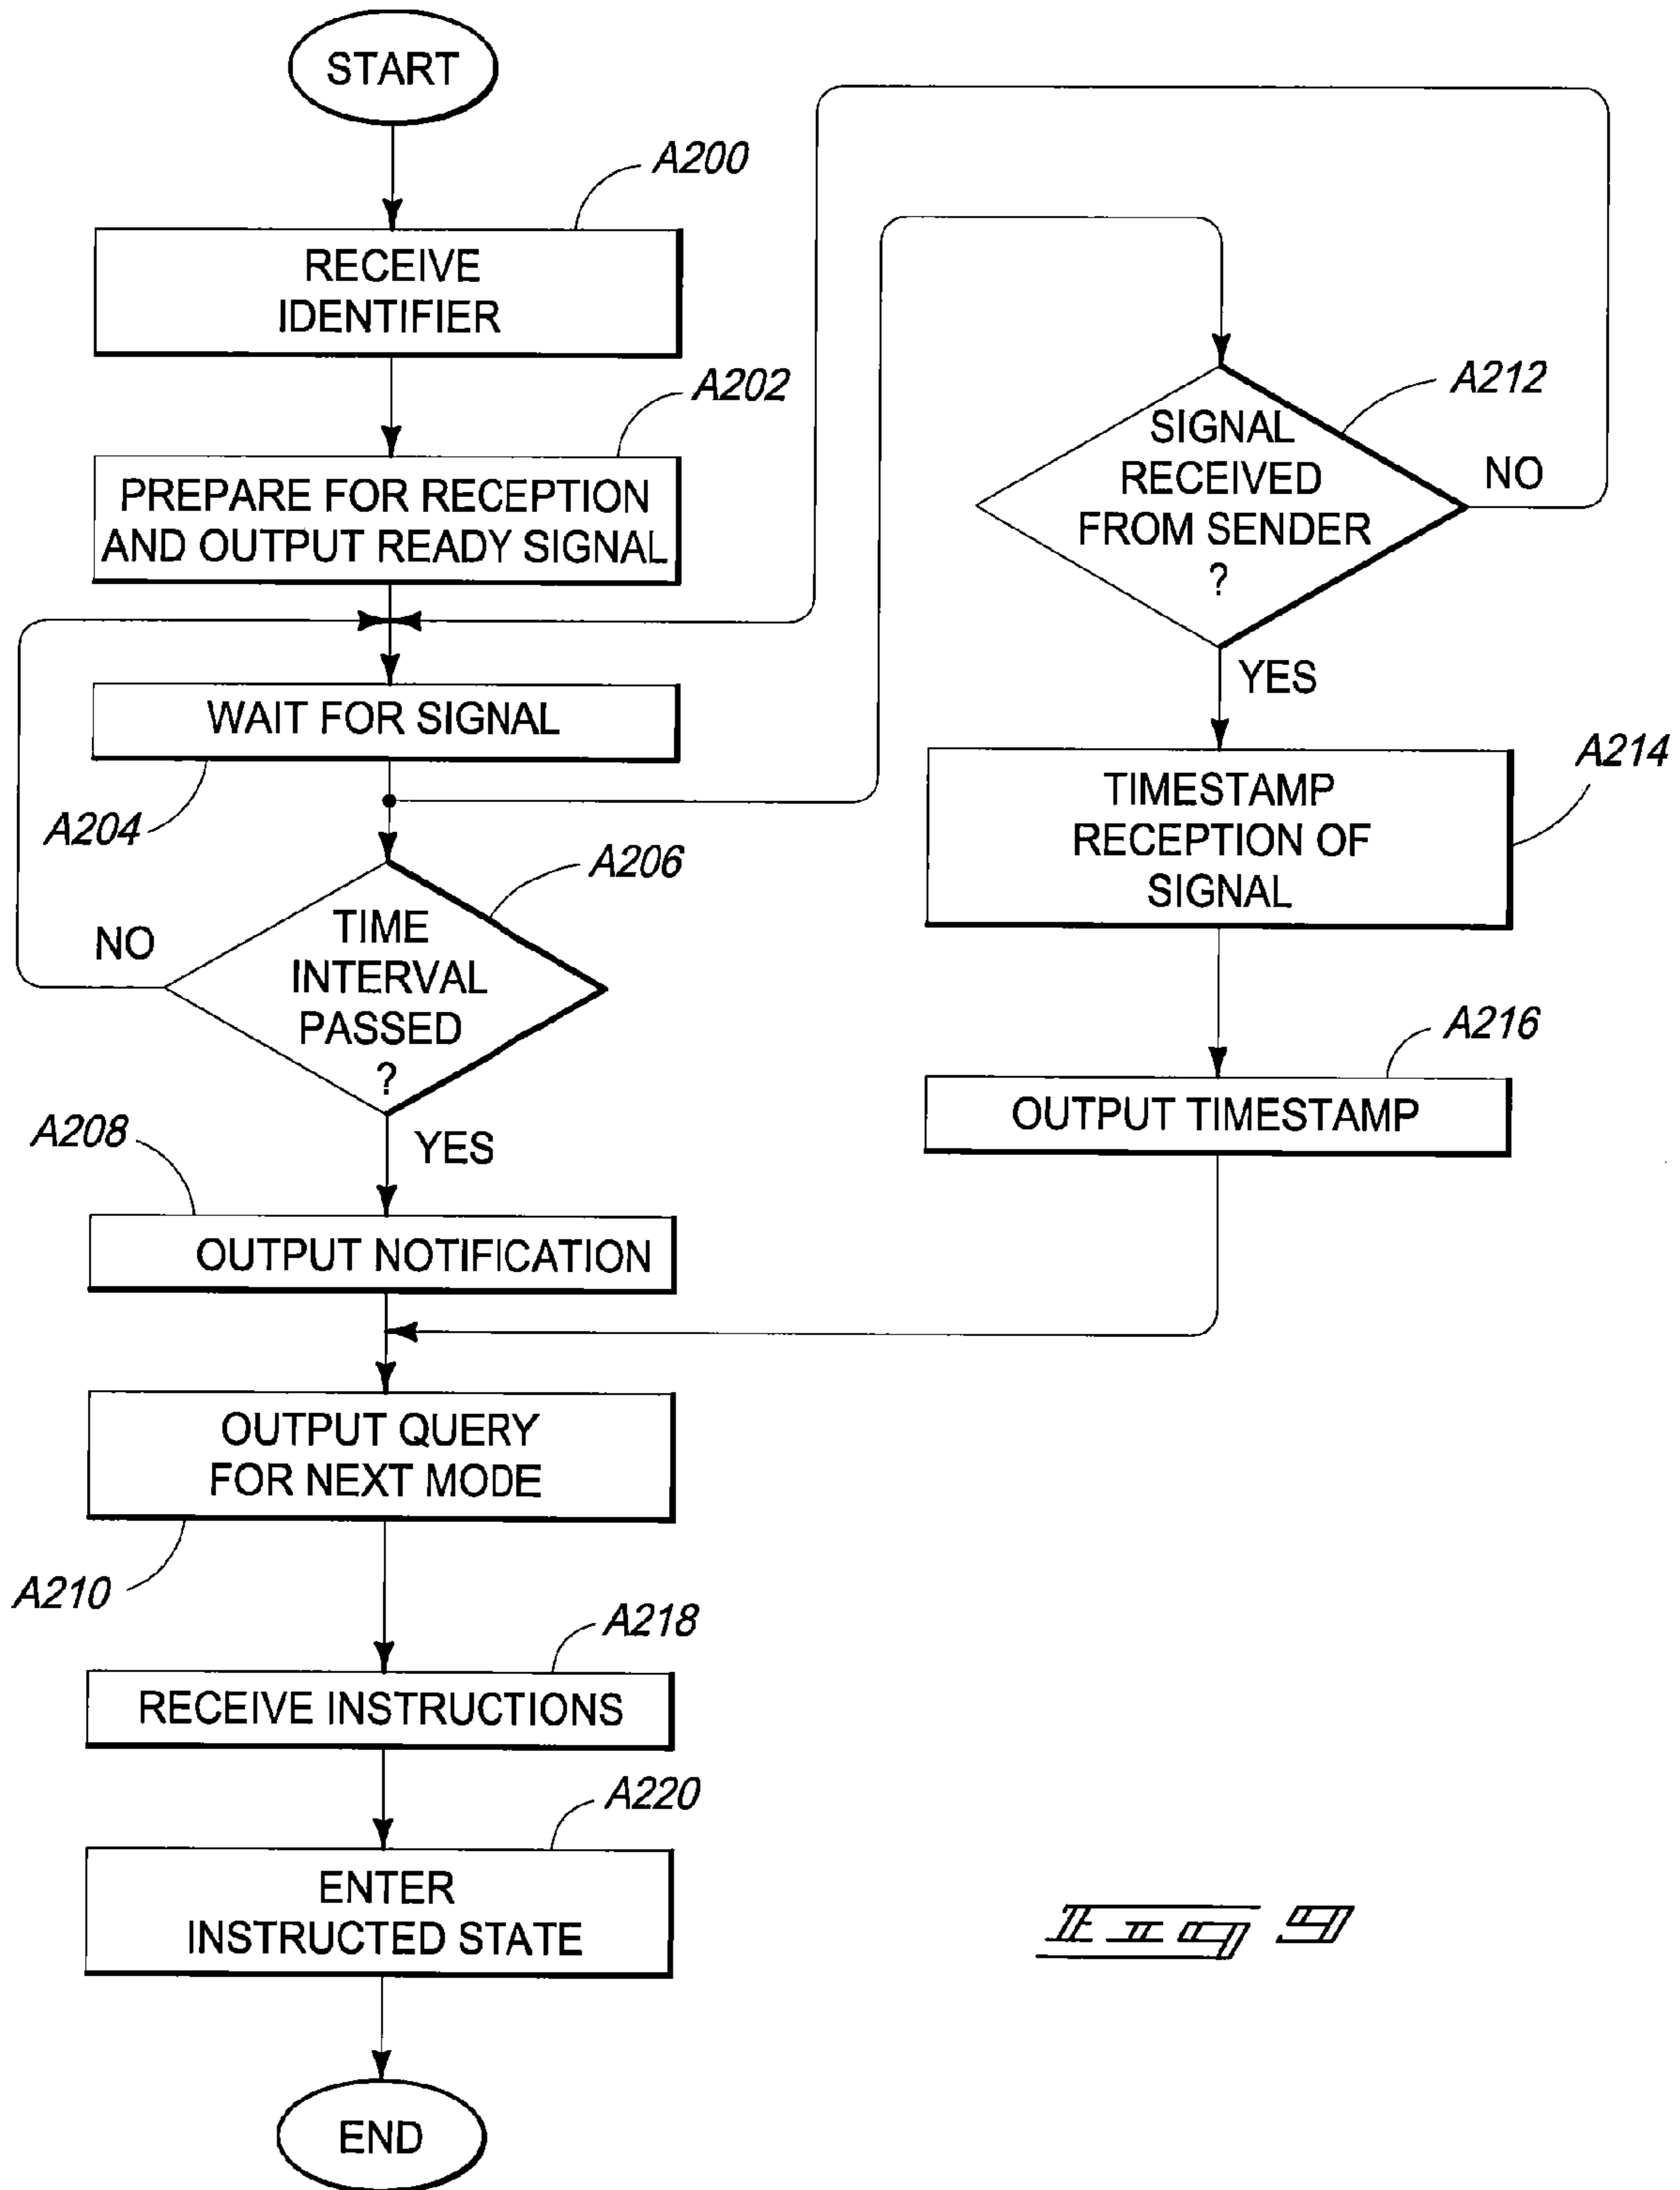 START
A200
RECEIVE
IDENTIFIER
A202
PREPARE FOR RECEPTION
AND OUTPUT READY SIGNAL
WAIT FOR SIGNAL
A204
A206
TIME
INTERVAL
PASSED
?
NO
YES
A208
OUTPUT NOTIFICATION
OUTPUT QUERY
FOR NEXT MODE
A210
A218
RECEIVE INSTRUCTIONS
A220
ENTER
INSTRUCTED STATE
END
A212
SIGNAL
RECEIVED
FROM SENDER
?
NO
YES
A214
TIMESTAMP
RECEPTION OF
SIGNAL
A216
OUTPUT TIMESTAMP
FIG 9